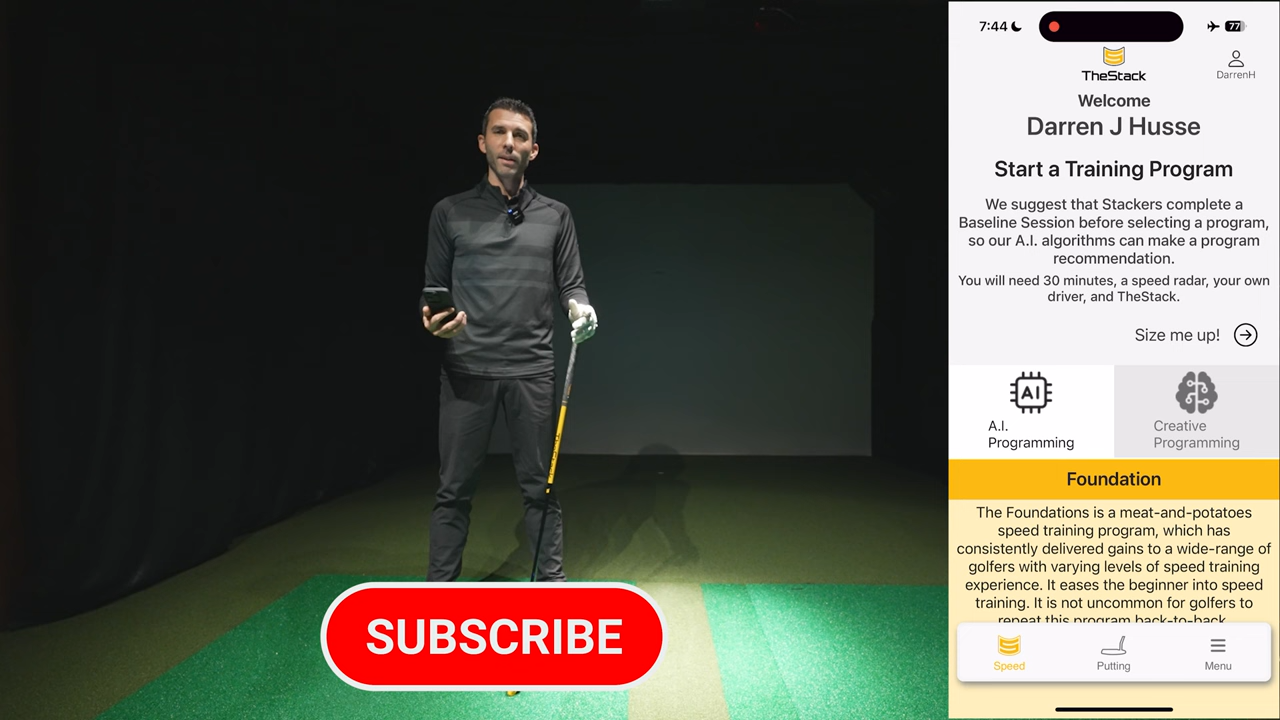 SUBSCRIBE
7:44
77
TheStack
DarrenH
Welcome
Darren J Husse
Start a Training Program
We suggest that Stackers complete a
Baseline Session before selecting a program,
so our A.I. algorithms can make a program
recommendation.
You will need 30 minutes, a speed radar, your own
driver, and TheStack.
Size me up!
AI
A.I.
Programming
Creative
Programming
Foundation
The Foundations is a meat-and-potatoes
speed training program, which has
consistently delivered gains to a wide-range of
golfers with varying levels of speed training
experience. It eases the beginner into speed
training. It is not uncommon for golfers to
repeat this program back-to-back.
Speed
Putting
Menu